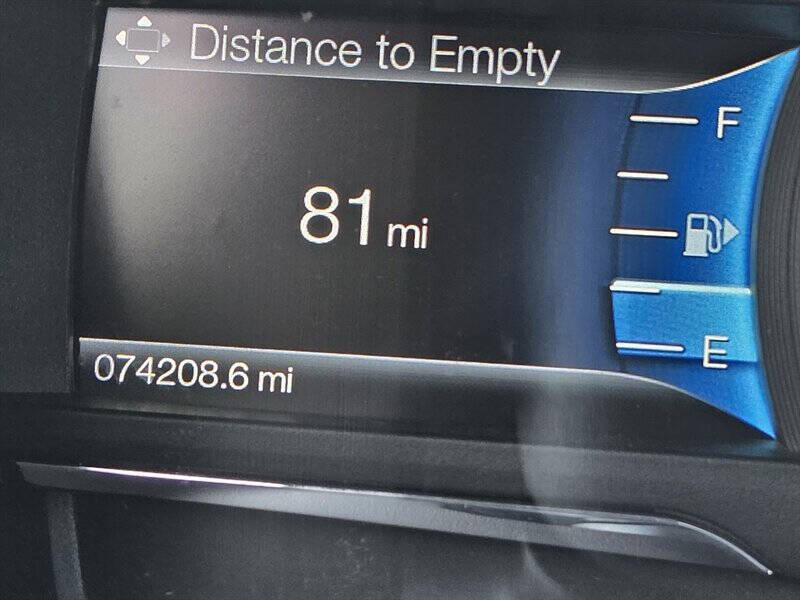 Distance to Empty
F
81 mi
E
074208.6 mi